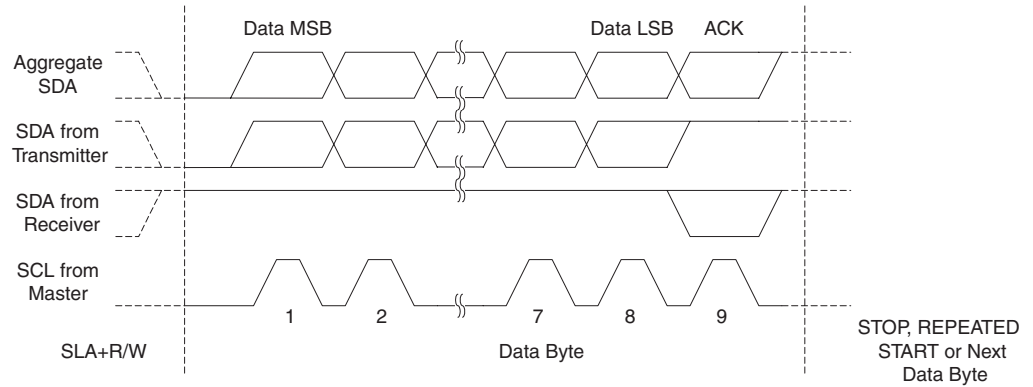 Data MSB
Data LSB
ACK
Aggregate
SDA
SDA from
Transmitter
SDA from
Receiver
SCL from
Master
1
2
7
8
9
SLA+R/W
Data Byte
STOP, REPEATED
START or Next
Data Byte